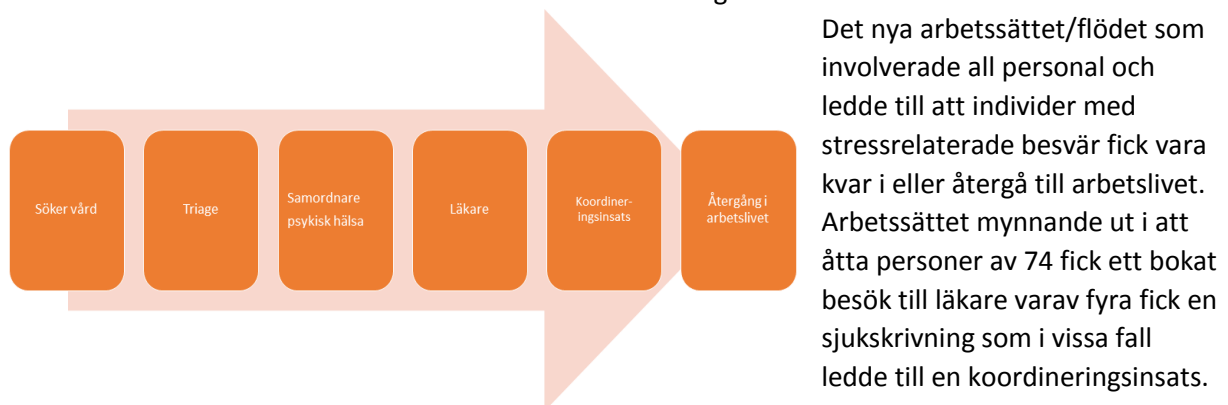 Söker vård
Triage
Samordnare
psykisk hälsa
Läkare
Koordiner-
ingsinsats
Återgång i
arbetslivet
Det nya arbetssättet/flödet som
involverade all personal och
ledde till att individer med
stressrelaterade besvär fick vara
kvar i eller återgå till arbetslivet.
Arbetssättet mynnande ut i att
åtta personer av 74 fick ett bokat
besök till läkare varav fyra fick en
sjukskrivning som i vissa fall
ledde till en koordineringsinsats.